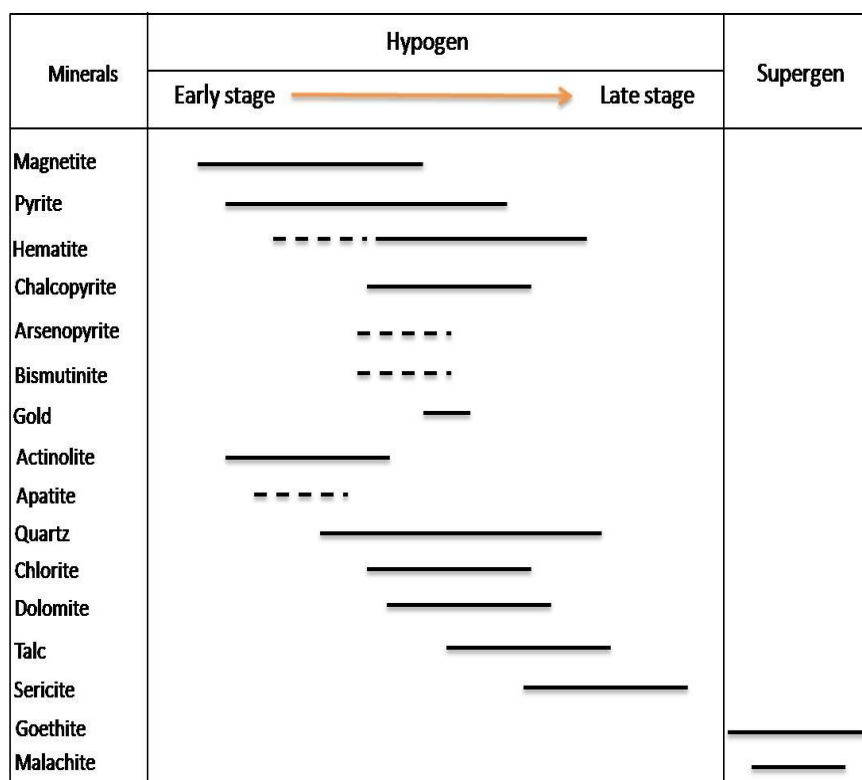 Minerals
Hypogen
Supergen
Early stage
Late stage
Magnetite
Pyrite
Hematite
Chalcopyrite
Arsenopyrite
Bismutinite
Gold
Actinolite
Apatite
Quartz
Chlorite
Dolomite
Talc
Sericite
Goethite
Malachite